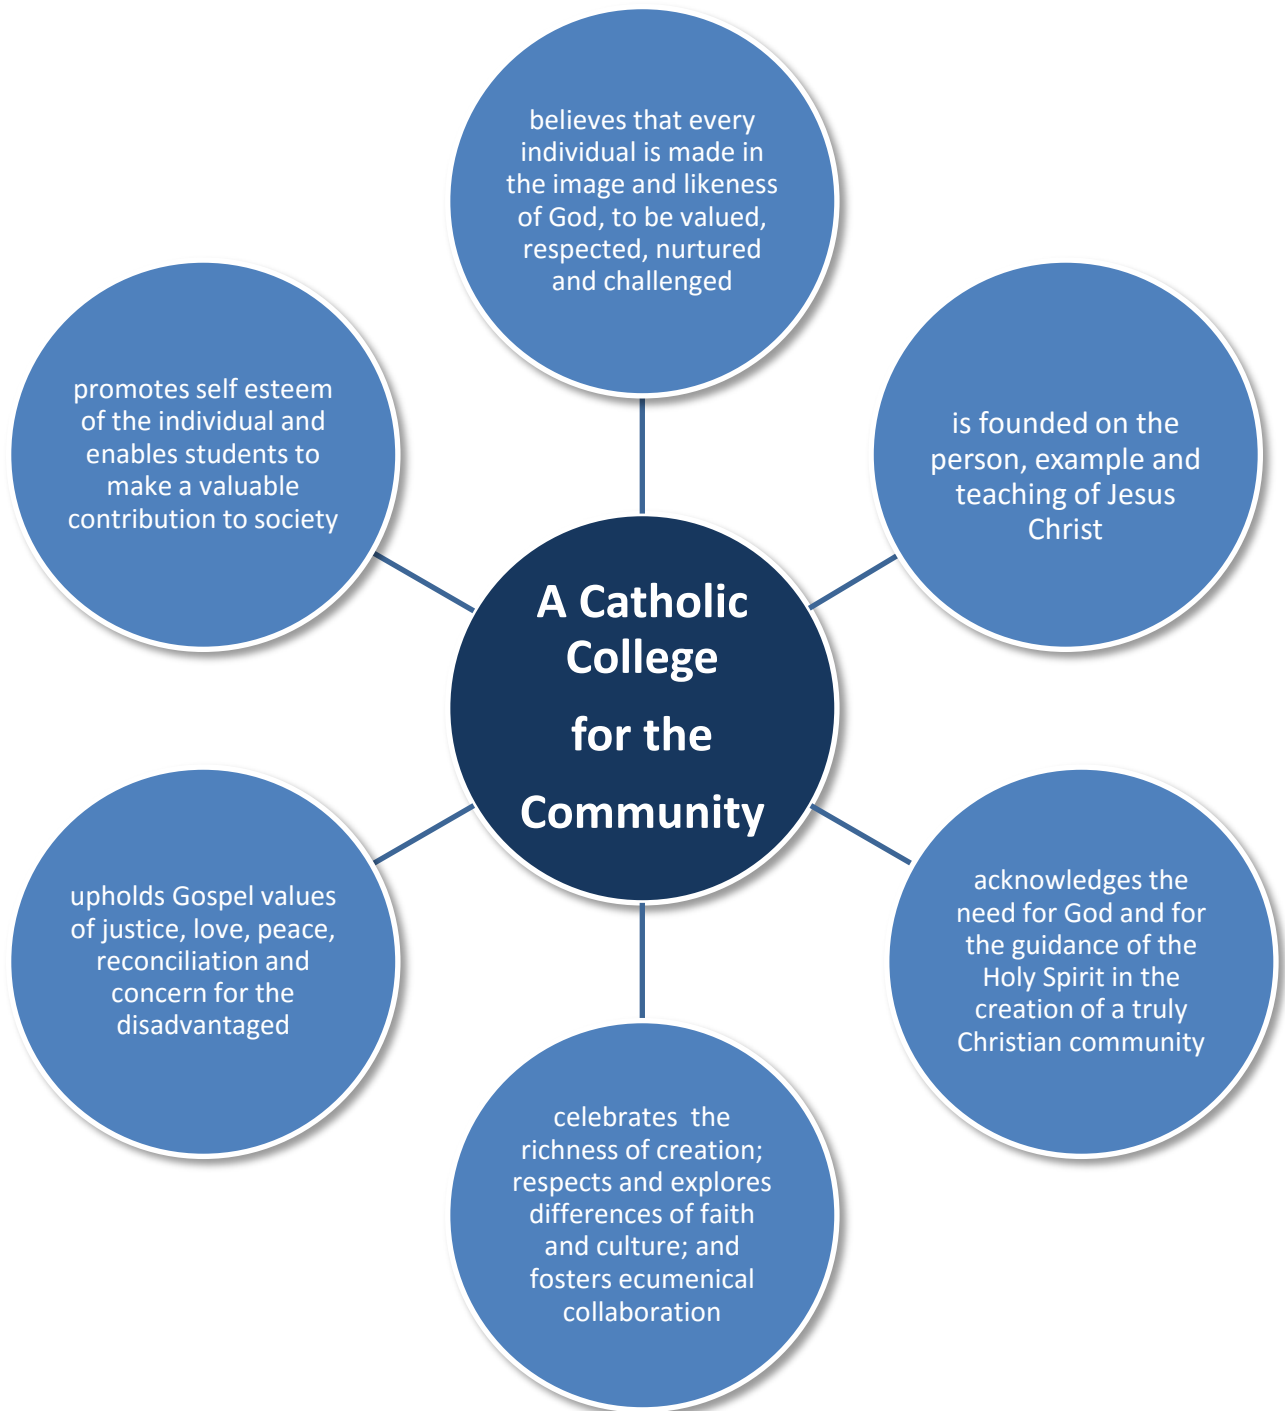 believes that every
individual is made in
the image and likeness
of God, to be valued,
respected, nurtured
and challenged
is founded on the
person, example and
teaching of Jesus
Christ
acknowledges the
need for God and for
the guidance of the
Holy Spirit in the
creation of a truly
Christian community
celebrates  the
richness of creation;
respects and explores
differences of faith
and culture; and
fosters ecumenical
collaboration
upholds Gospel values
of justice, love, peace,
reconciliation and
concern for the
disadvantaged
promotes self esteem
of the individual and
enables students to
make a valuable
contribution to society
A Catholic
College
for the
Community